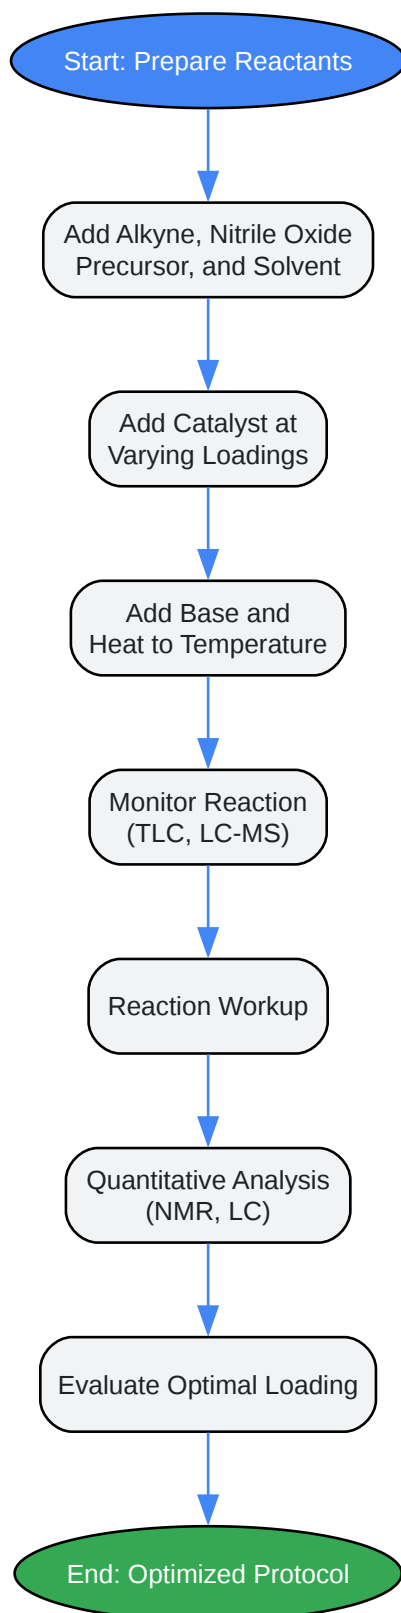 Start: Prepare Reactants
Add Alkyne, Nitrile Oxide
Precursor, and Solvent
Add Catalyst at
Varying Loadings
Add Base and
Heat to Temperature
Monitor Reaction
(TLC, LC-MS)
Reaction Workup
Quantitative Analysis
(NMR, LC)
Evaluate Optimal Loading
End: Optimized Protocol